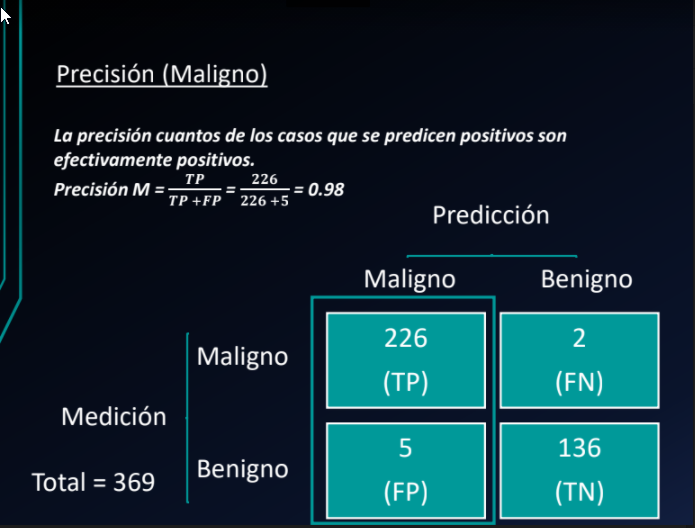 Precisión (Maligno)
La precisión cuantos de los casos que se predicen positivos son
efectivamente positivos.
Precisión M = TP / TP +FP = 226 / 226 +5 = 0.98
Predicción
Maligno Benigno
Maligno
226 2
(TP) (FN)
Medición
Benigno
5 136
(FP) (TN)
Total = 369